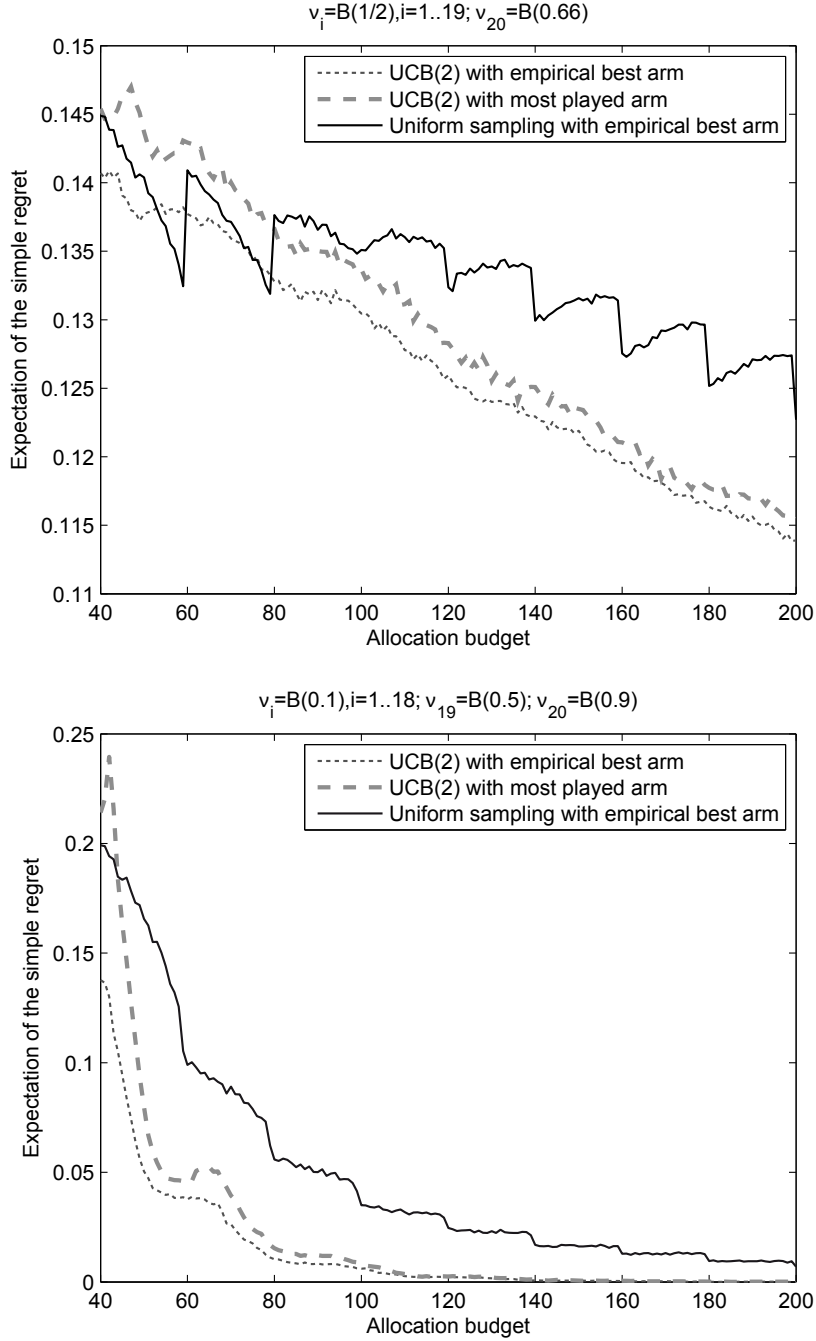 ν_i=B(1/2),i=1..19; ν_20=B(0.66)
UCB(2) with empirical best arm
UCB(2) with most played arm
Uniform sampling with empirical best arm
Expectation of the simple regret
0.15
0.145
0.14
0.135
0.13
0.125
0.12
0.115
0.11
40 60 80 100 120 140 160 180 200
Allocation budget
ν_i=B(0.1),i=1..18; ν_19=B(0.5); ν_20=B(0.9)
UCB(2) with empirical best arm
UCB(2) with most played arm
Uniform sampling with empirical best arm
Expectation of the simple regret
0.25
0.2
0.15
0.1
0.05
0
40 60 80 100 120 140 160 180 200
Allocation budget